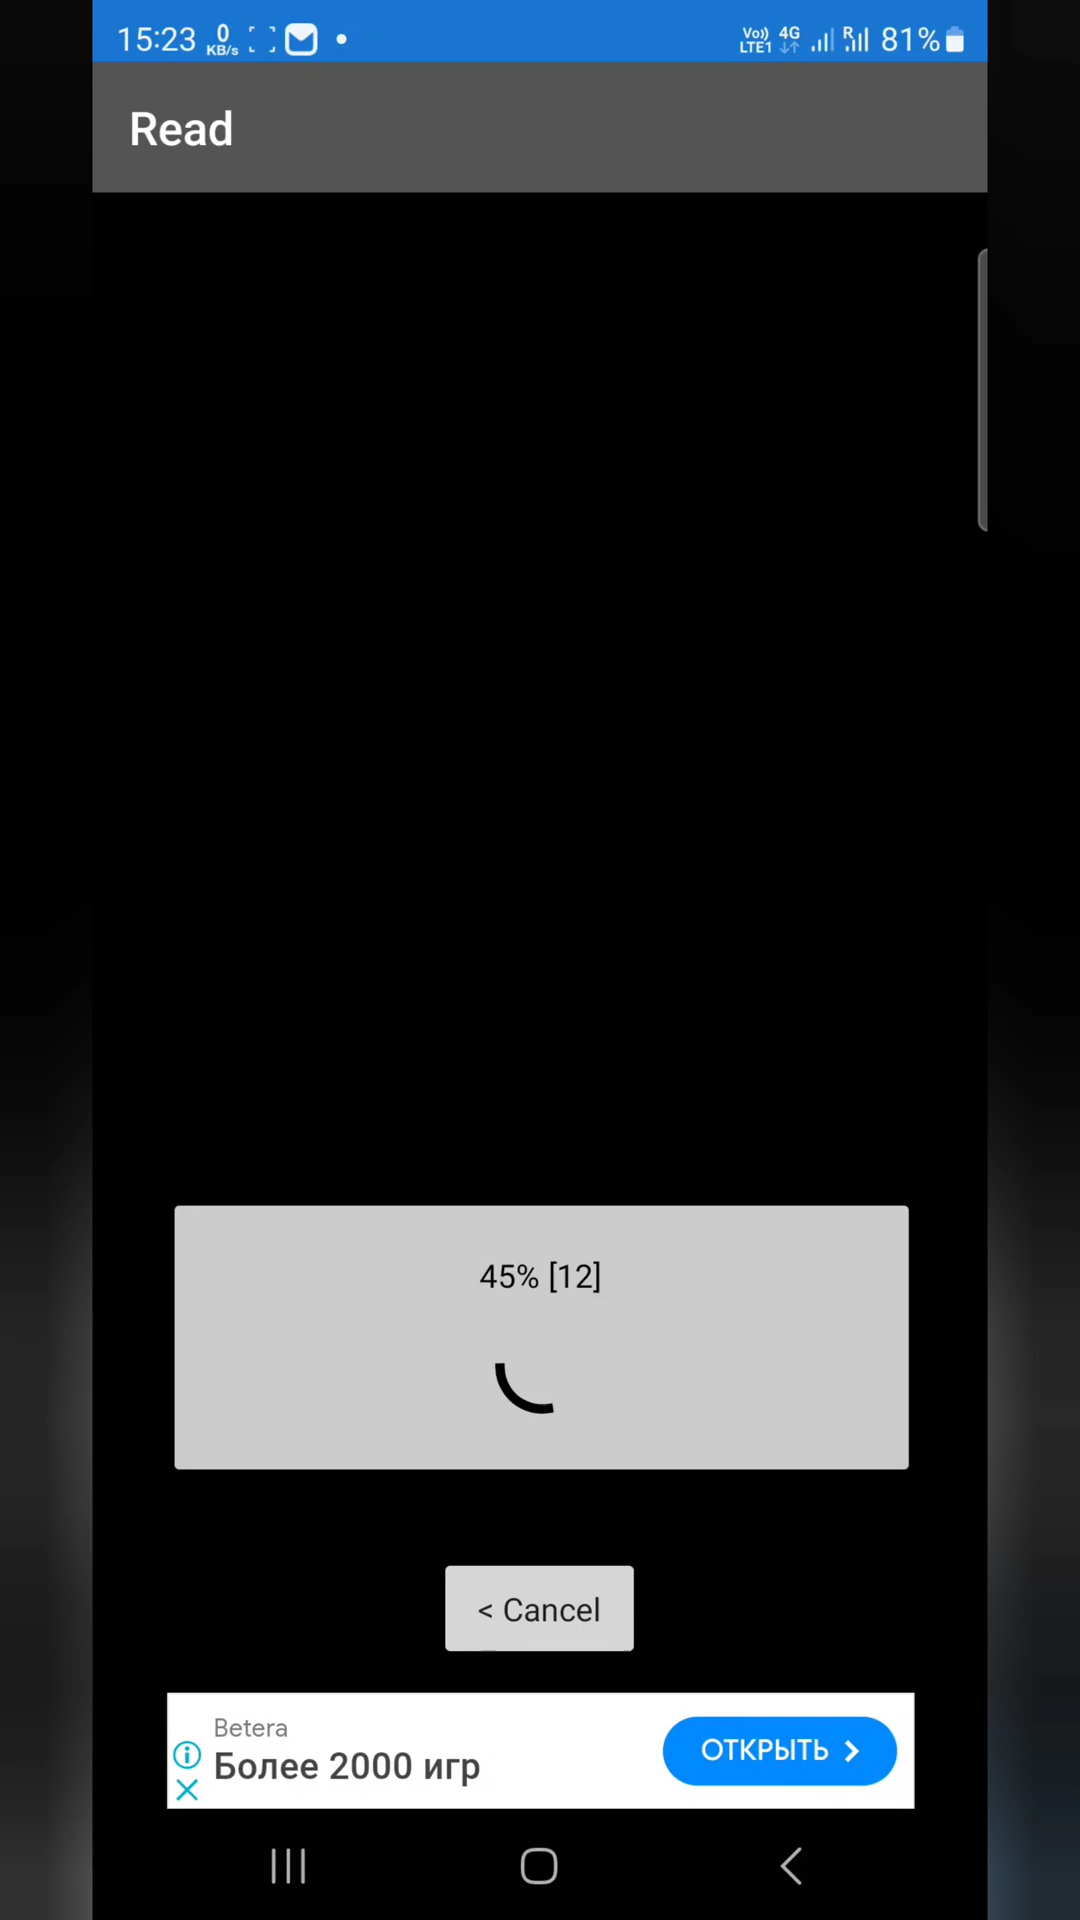 15:23 0 KB/s Vo)) LTE1 4G R 81%
Read
45% [12]
< Cancel
Betera
Более 2000 игр
ОТКРЫТЬ